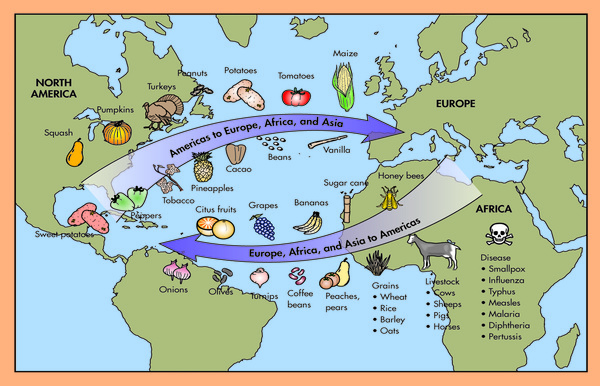 NORTH
AMERICA
Squash
Pumpkins
Turkeys
Peanuts
Potatoes
Tomatoes
Maize
EUROPE
Americas to Europe, Africa, and Asia
Sweet potatoes
Peppers
Tobacco
Pineapples
Cacao
Beans
Vanilla
Citus fruits
Grapes
Bananas
Sugar cane
Honey bees
AFRICA
Europe, Africa, and Asia to Americas
Onions
Olives
Turnips
Coffee
beans
Peaches,
pears
Grains
• Wheat
• Rice
• Barley
• Oats
Livestock
• Cows
• Sheeps
• Pigs
• Horses
Disease
• Smallpox
• Influenza
• Typhus
• Measles
• Malaria
• Diphtheria
• Pertussis